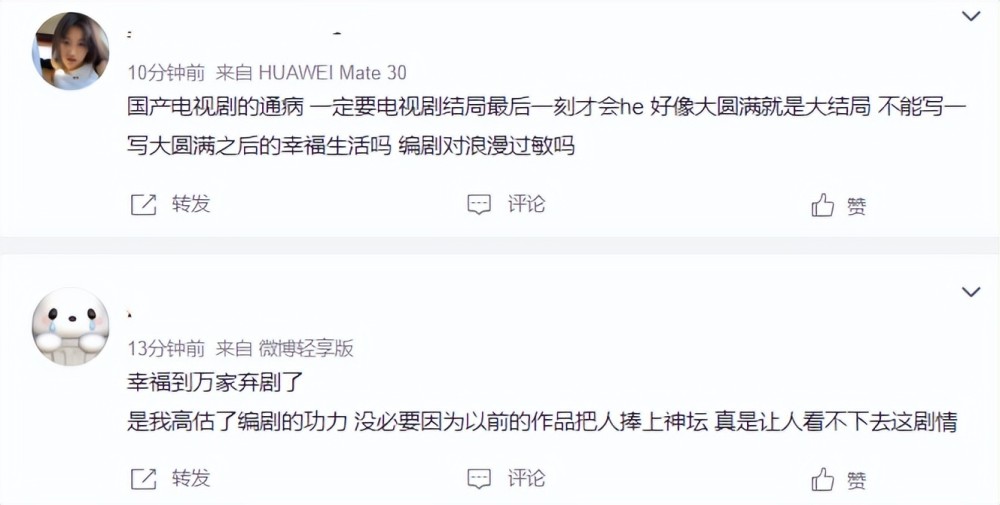 10分钟前 来自 HUAWEI Mate 30
国产电视剧的通病 一定要电视剧结局最后一刻才会he 好像大圆满就是大结局 不能写一
写大圆满之后的幸福生活吗 编剧对浪漫过敏吗
转发 评论 赞
13分钟前 来自 微博轻享版
幸福到万家弃剧了
是我高估了编剧的功力 没必要因为以前的作品把人捧上神坛 真是让人看不下去这剧情
转发 评论 赞